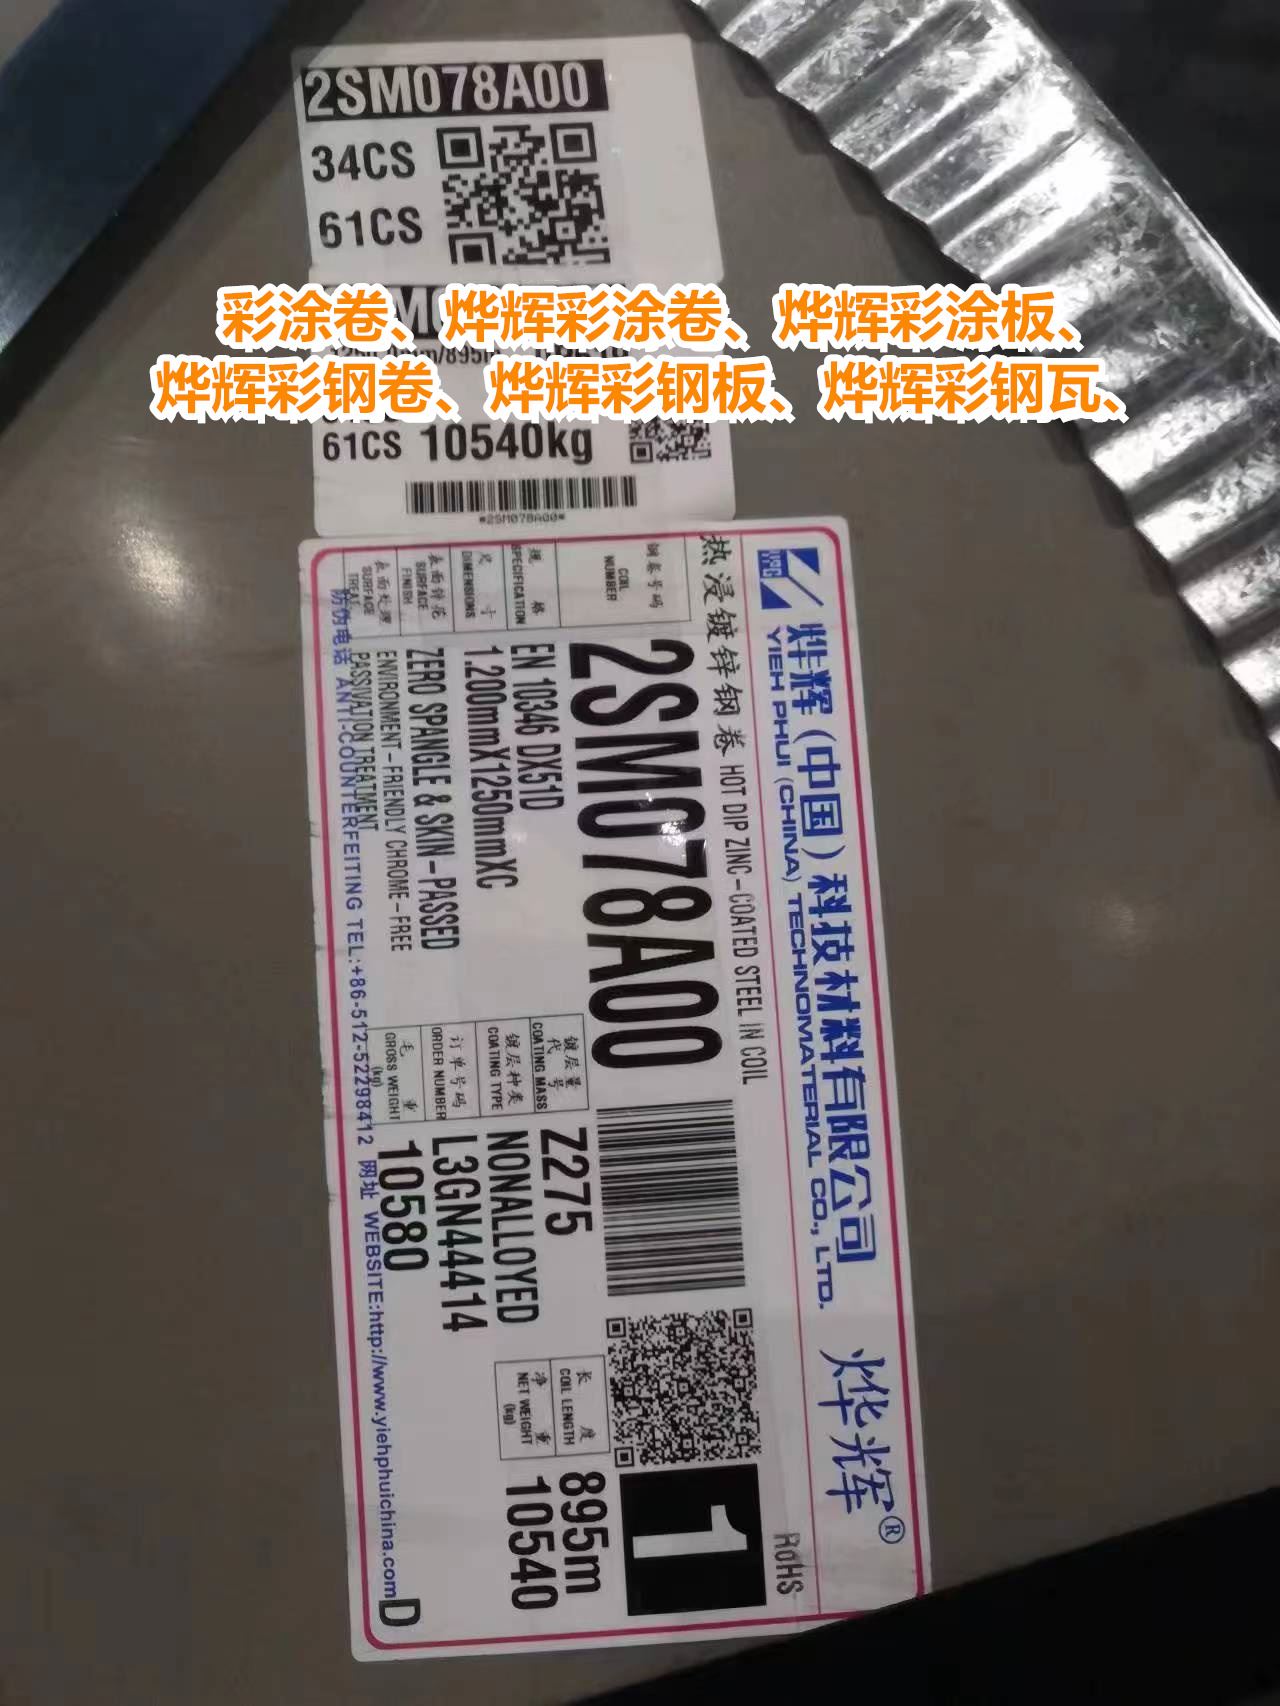 2SM078A00
34CS
61CS
彩涂卷、烨辉彩涂卷、烨辉彩涂板、
烨辉彩钢卷、烨辉彩钢板、烨辉彩钢瓦、
61CS 10540kg
*2SM078A00*
烨辉(中国)科技材料有限公司
YIEH PHUI (CHINA) TECHNOMATERIAL CO., LTD.
烨辉®
热浸镀锌钢卷 HOT DIP ZINC-COATED STEEL IN COIL
RoHS
钢卷号码
COIL NUMBER
2SM078A00
1
规格
SPECIFICATION
EN 10346 DX51D
尺寸
DIMENSIONS
1.200mmX1250mmXC
表面锌花
SURFACE FINISH
ZERO SPANGLE & SKIN-PASSED
表面处理
SURFACE TREAT.
ENVIRONMENT-FRIENDLY CHROME-FREE
PASSIVATION TREATMENT
镀层量代号
COATING MASS
Z275
镀层种类
COATING TYPE
NONALLOYED
订单号码
ORDER NUMBER
L3GN44414
毛重
GROSS WEIGHT (kg)
10580
长度
COIL LENGTH
895m
净重
NET WEIGHT (kg)
10540
防伪电话 ANTI-COUNTERFEITING TEL:+86-512-52298412 网址 WEBSITE:http://www.yiehphuichina.com
D